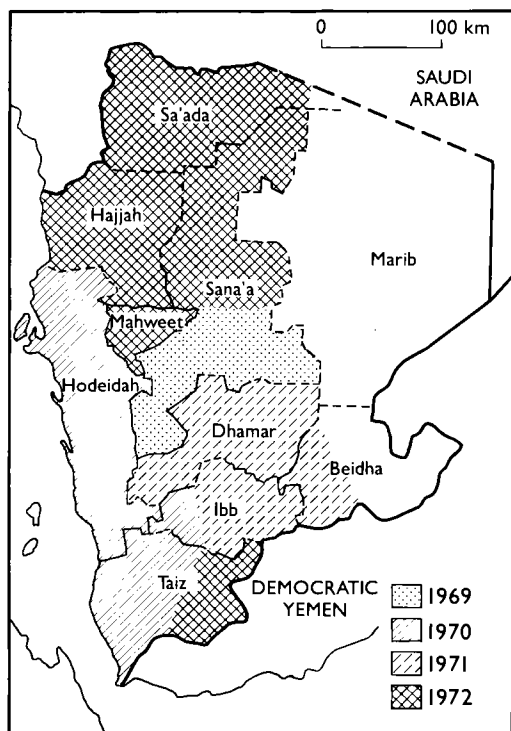 0 100 km
SAUDI
ARABIA
Sa'ada
Hajjah
Marib
Sana'a
Mahweet
Hodeidah
Dhamar
Beidha
Ibb
Taiz
DEMOCRATIC
YEMEN
1969
1970
1971
1972